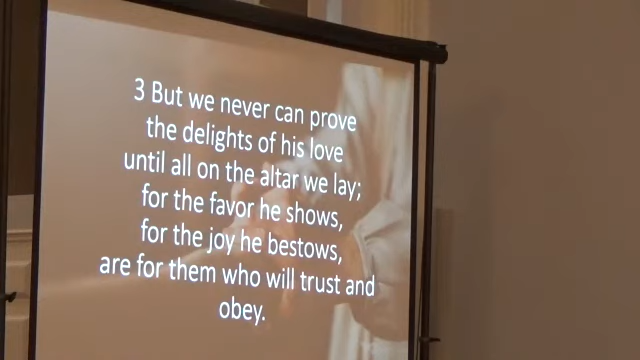 3 But we never can prove
the delights of his love
until all on the altar we lay;
for the favor he shows,
for the joy he bestows,
are for them who will trust and
obey.